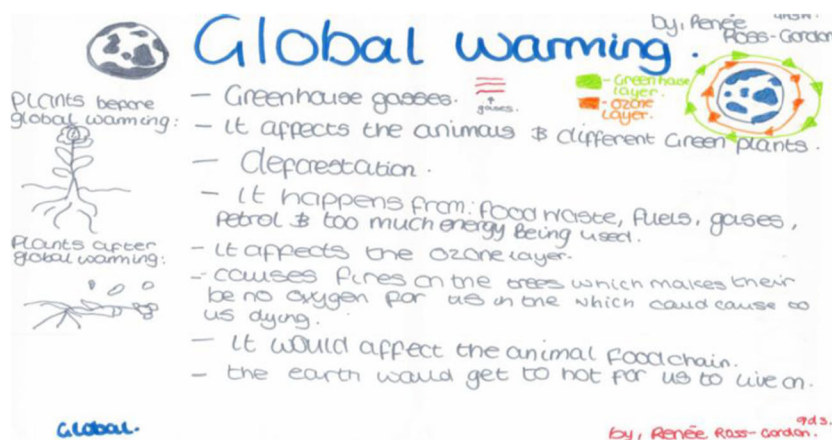 by, Renée
Ross-Gordon
Global warming.
- Greenhouse gasses.
gases.
- Greenhouse
layer.
- ozone
layer.
Plants before
global warming:
- it affects the animals & different Green plants.
- deforestation.
- it happens from: food waste, fuels, gases,
petrol & too much energy being used.
Plants after
global warming:
- it affects the ozone layer.
- causes fires on the trees which makes their
be no oxygen for us in the which could cause to
us dying.
- it would affect the animal foodchain.
- the earth would get to hot for us to live on.
Global.
9ds.
by, Renée Ross-Gordon.